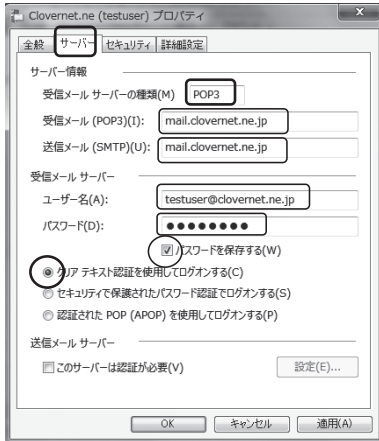 Clovernet.ne (testuser) プロパティ
全般 サーバー セキュリティ 詳細設定
サーバー情報
受信メール サーバーの種類(M) POP3
受信メール (POP3)(I): mail.clovernet.ne.jp
送信メール (SMTP)(U): mail.clovernet.ne.jp
受信メール サーバー
ユーザー名(A): testuser@clovernet.ne.jp
パスワード(D): ●●●●●●●●
パスワードを保存する(W)
クリア テキスト認証を使用してログオンする(C)
セキュリティで保護されたパスワード認証でログオンする(S)
認証された POP (APOP) を使用してログオンする(P)
送信メール サーバー
このサーバーは認証が必要(V) 設定(E)...
OK キャンセル 適用(A)